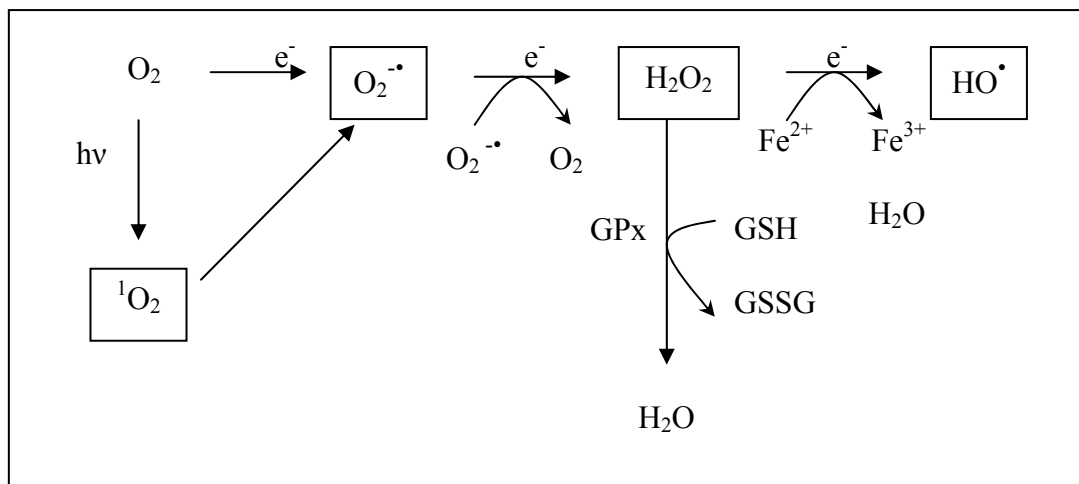 O₂
e⁻
O₂⁻•
e⁻
H₂O₂
e⁻
HO•
O₂⁻•
O₂
Fe²⁺
Fe³⁺
hν
H₂O
GPx
GSH
¹O₂
GSSG
H₂O